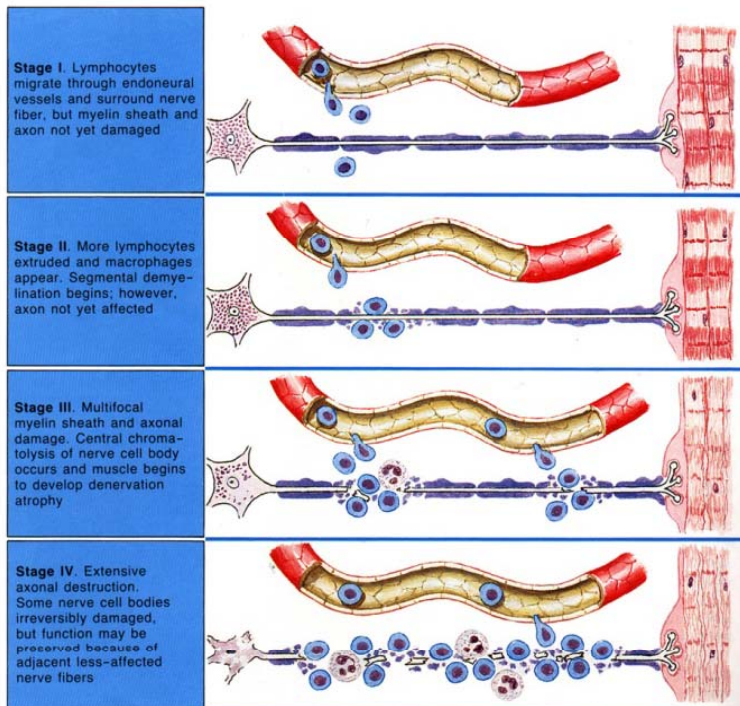 Stage I. Lymphocytes
migrate through endoneural
vessels and surround nerve
fiber, but myelin sheath and
axon not yet damaged
Stage II. More lymphocytes
extruded and macrophages
appear. Segmental demye-
lination begins; however,
axon not yet affected
Stage III. Multifocal
myelin sheath and axonal
damage. Central chroma-
tolysis of nerve cell body
occurs and muscle begins
to develop denervation
atrophy
Stage IV. Extensive
axonal destruction.
Some nerve cell bodies
irreversibly damaged,
but function may be
preserved because of
adjacent less-affected
nerve fibers